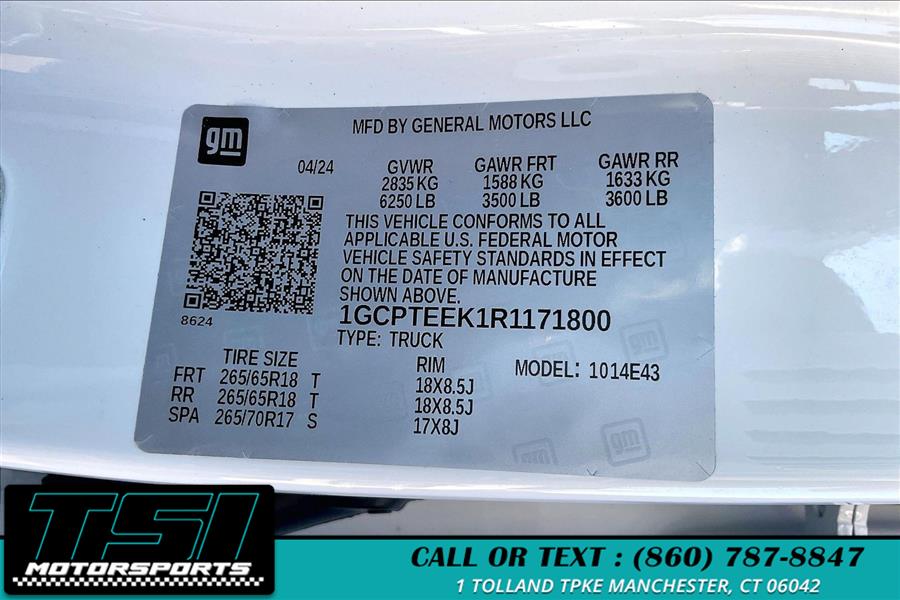 gm
MFD BY GENERAL MOTORS LLC
04/24 GVWR GAWR FRT GAWR RR
2835 KG 1588 KG 1633 KG
6250 LB 3500 LB 3600 LB
THIS VEHICLE CONFORMS TO ALL
APPLICABLE U.S. FEDERAL MOTOR
VEHICLE SAFETY STANDARDS IN EFFECT
ON THE DATE OF MANUFACTURE
SHOWN ABOVE.
8624
1GCPTEEK1R1171800
TYPE: TRUCK
TIRE SIZE RIM MODEL: 1014E43
FRT 265/65R18 T 18X8.5J
RR 265/65R18 T 18X8.5J
SPA 265/70R17 S 17X8J
gm
gm
TSI
MOTORSPORTS
CALL OR TEXT : (860) 787-8847
1 TOLLAND TPKE MANCHESTER, CT 06042